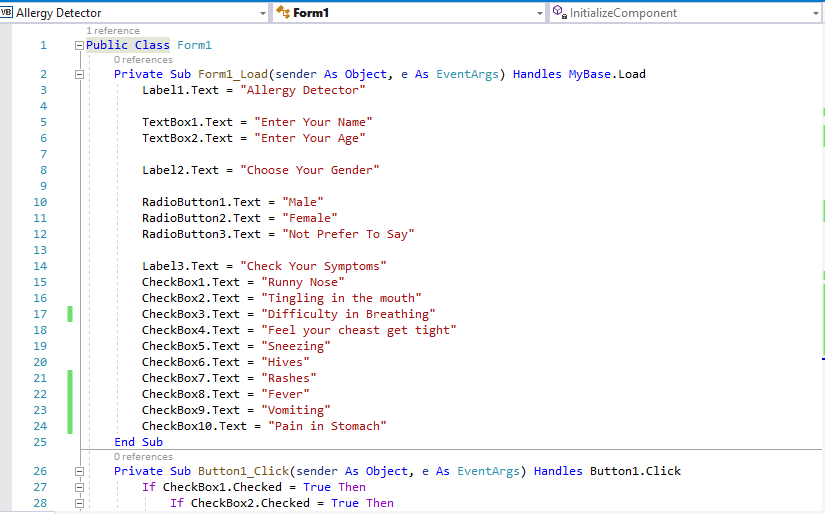 VB Allergy Detector Form1 InitializeComponent
1 reference
1 Public Class Form1
0 references
2 Private Sub Form1_Load(sender As Object, e As EventArgs) Handles MyBase.Load
3 Label1.Text = "Allergy Detector"
4
5 TextBox1.Text = "Enter Your Name"
6 TextBox2.Text = "Enter Your Age"
7
8 Label2.Text = "Choose Your Gender"
9
10 RadioButton1.Text = "Male"
11 RadioButton2.Text = "Female"
12 RadioButton3.Text = "Not Prefer To Say"
13
14 Label3.Text = "Check Your Symptoms"
15 CheckBox1.Text = "Runny Nose"
16 CheckBox2.Text = "Tingling in the mouth"
17 CheckBox3.Text = "Difficulty in Breathing"
18 CheckBox4.Text = "Feel your cheast get tight"
19 CheckBox5.Text = "Sneezing"
20 CheckBox6.Text = "Hives"
21 CheckBox7.Text = "Rashes"
22 CheckBox8.Text = "Fever"
23 CheckBox9.Text = "Vomiting"
24 CheckBox10.Text = "Pain in Stomach"
25 End Sub
0 references
26 Private Sub Button1_Click(sender As Object, e As EventArgs) Handles Button1.Click
27 If CheckBox1.Checked = True Then
28 If CheckBox2.Checked = True Then